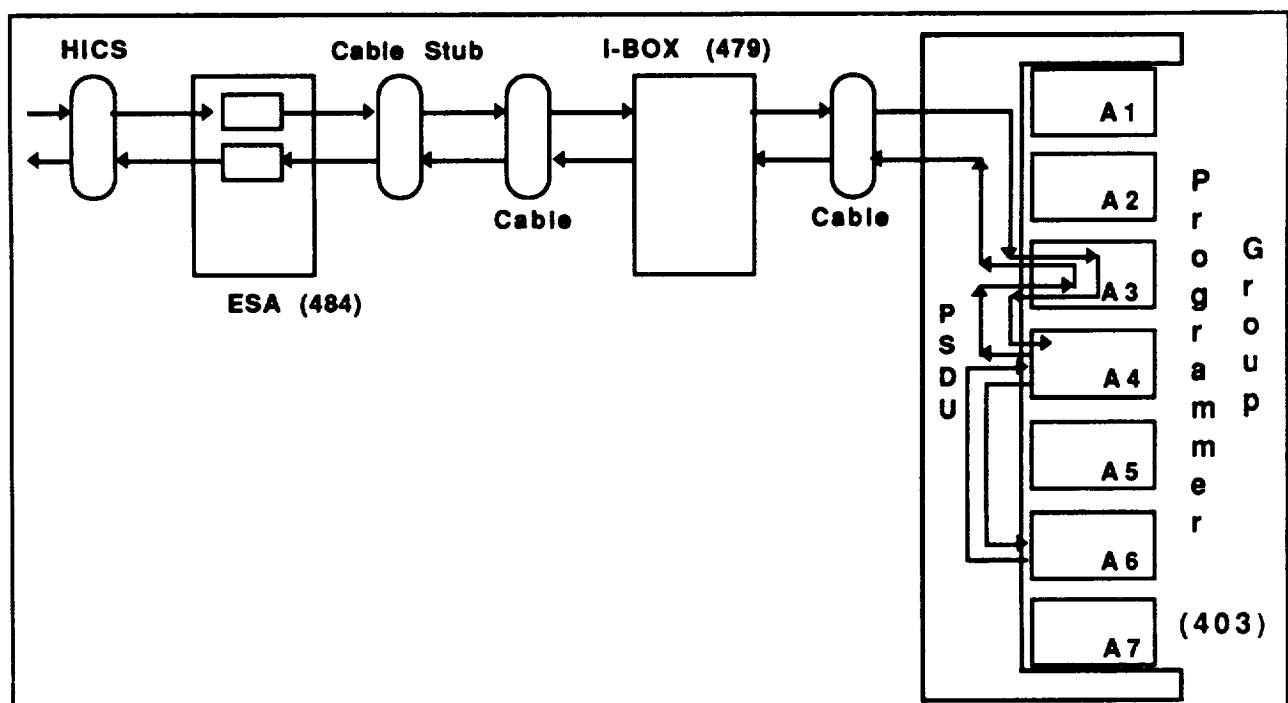 HICS
Cable Stub
I-BOX (479)
Cable
Cable
ESA (484)
PSDU
A1
A2
A3
A4
A5
A6
A7
Programmer
Group
(403)